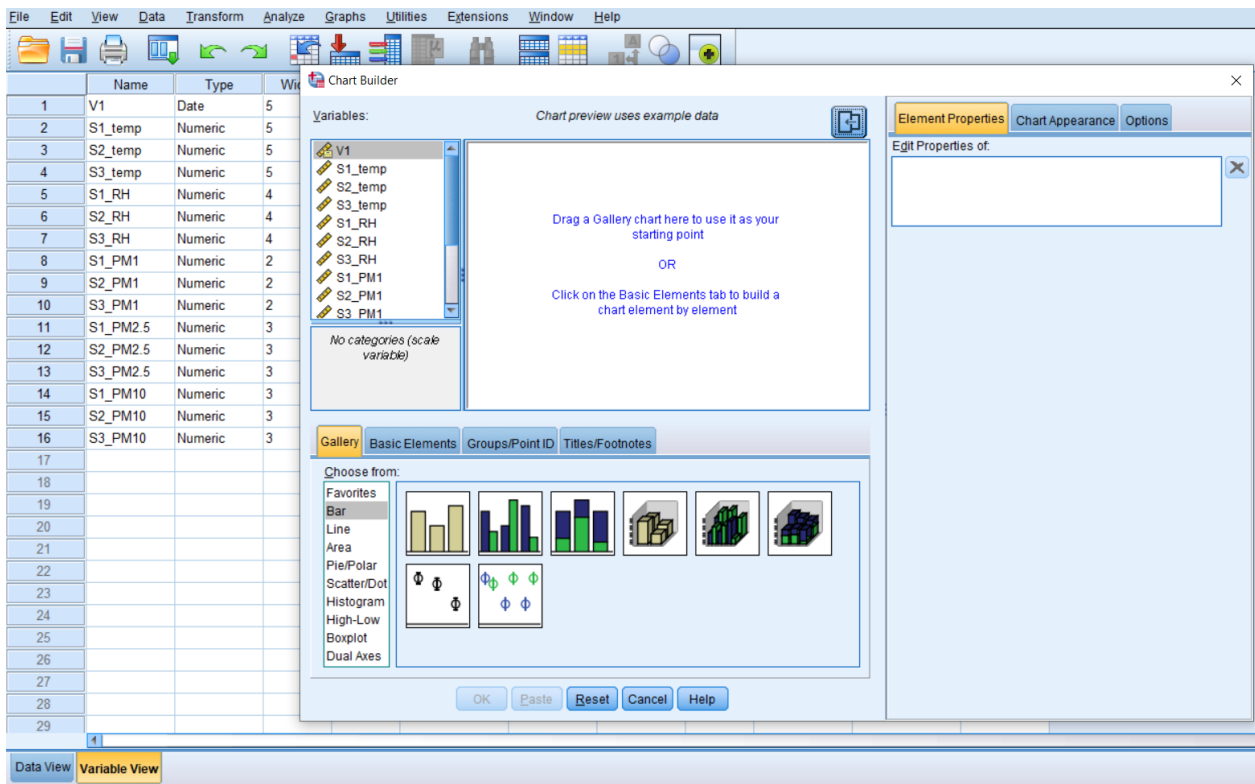 File Edit View Data Transform Analyze Graphs Utilities Extensions Window Help
Name Type
1 V1 Date 5
2 S1_temp Numeric 5
3 S2_temp Numeric 5
4 S3_temp Numeric 5
5 S1_RH Numeric 4
6 S2_RH Numeric 4
7 S3_RH Numeric 4
8 S1_PM1 Numeric 2
9 S2_PM1 Numeric 2
10 S3_PM1 Numeric 2
11 S1_PM2.5 Numeric 3
12 S2_PM2.5 Numeric 3
13 S3_PM2.5 Numeric 3
14 S1_PM10 Numeric 3
15 S2_PM10 Numeric 3
16 S3_PM10 Numeric 3
17
18
19
20
21
22
23
24
25
26
27
28
29
Chart Builder
Variables:
Chart preview uses example data
V1
S1_temp
S2_temp
S3_temp
S1_RH
S2_RH
S3_RH
S1_PM1
S2_PM1
S3_PM1
No categories (scale
variable)
Drag a Gallery chart here to use it as your
starting point
OR
Click on the Basic Elements tab to build a
chart element by element
Gallery Basic Elements Groups/Point ID Titles/Footnotes
Choose from:
Favorites
Bar
Line
Area
Pie/Polar
Scatter/Dot
Histogram
High-Low
Boxplot
Dual Axes
OK Paste Reset Cancel Help
Element Properties Chart Appearance Options
Edit Properties of:
Data View Variable View